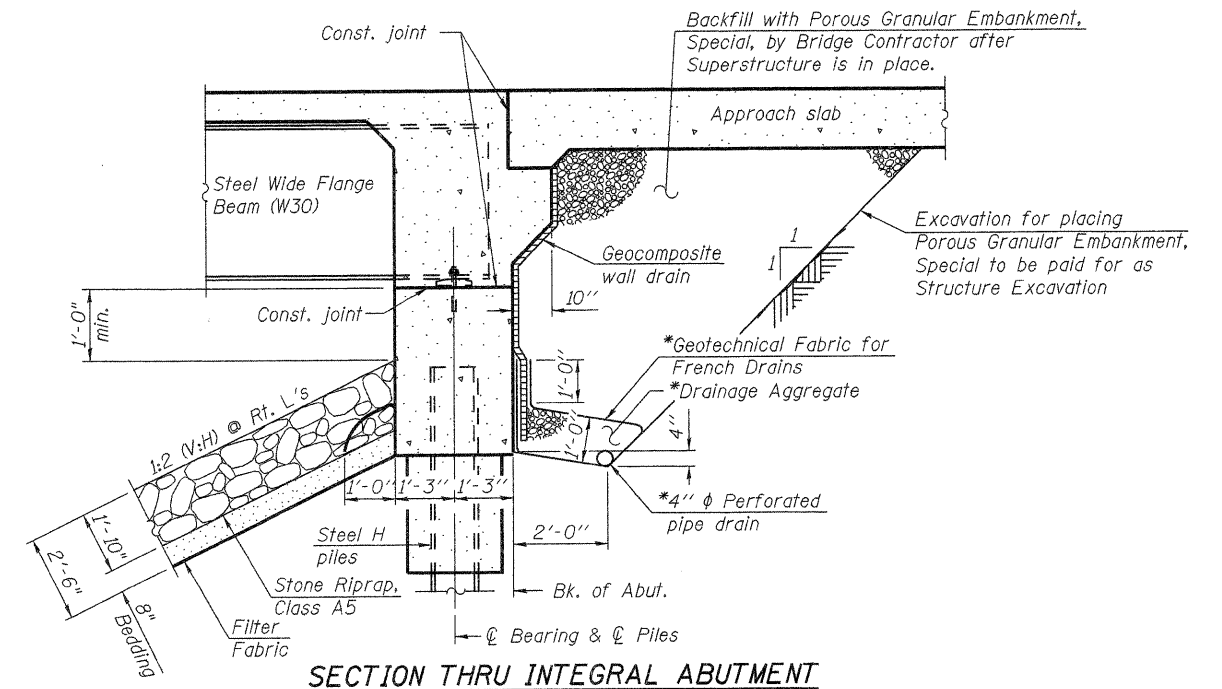 Const. joint
Backfill with Porous Granular Embankment,
Special, by Bridge Contractor after
Superstructure is in place.
Approach slab
Steel Wide Flange
Beam (W30)
Excavation for placing
Porous Granular Embankment,
Special to be paid for as
Structure Excavation
1
1
Geocomposite
wall drain
10"
Const. joint
1'-0"
min.
*Geotechnical Fabric for
French Drains
*Drainage Aggregate
1'-0"
1'-0"
4"
1:2 (V:H) @ Rt. L's
1'-0"
1'-3"
1'-3"
*4" ϕ Perforated
pipe drain
2'-0"
Steel H
piles
1'-10"
2'-6"
8"
Bedding
Stone Riprap,
Class A5
Filter
Fabric
Bk. of Abut.
℄ Bearing & ℄ Piles
SECTION THRU INTEGRAL ABUTMENT